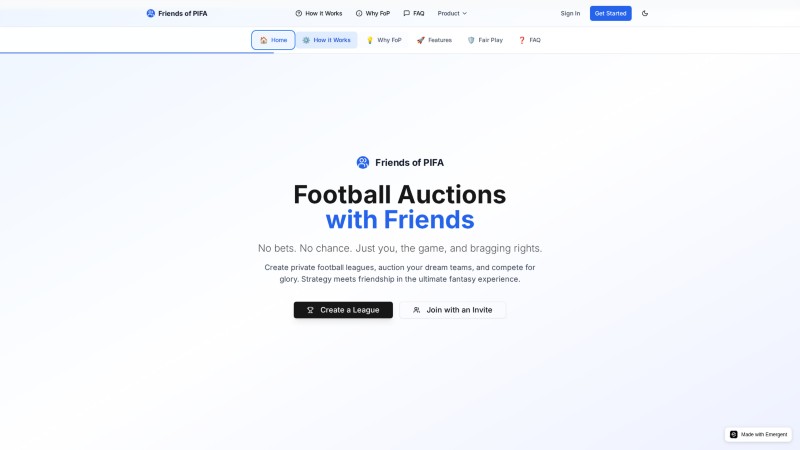 Friends of PIFA
How it Works
Why FoP
FAQ
Product
Sign In
Get Started
Home
How it Works
Why FoP
Features
Fair Play
FAQ
Friends of PIFA
Football Auctions
with Friends
No bets. No chance. Just you, the game, and bragging rights.
Create private football leagues, auction your dream teams, and compete for
glory. Strategy meets friendship in the ultimate fantasy experience.
Create a League
Join with an Invite
Made with Emergent